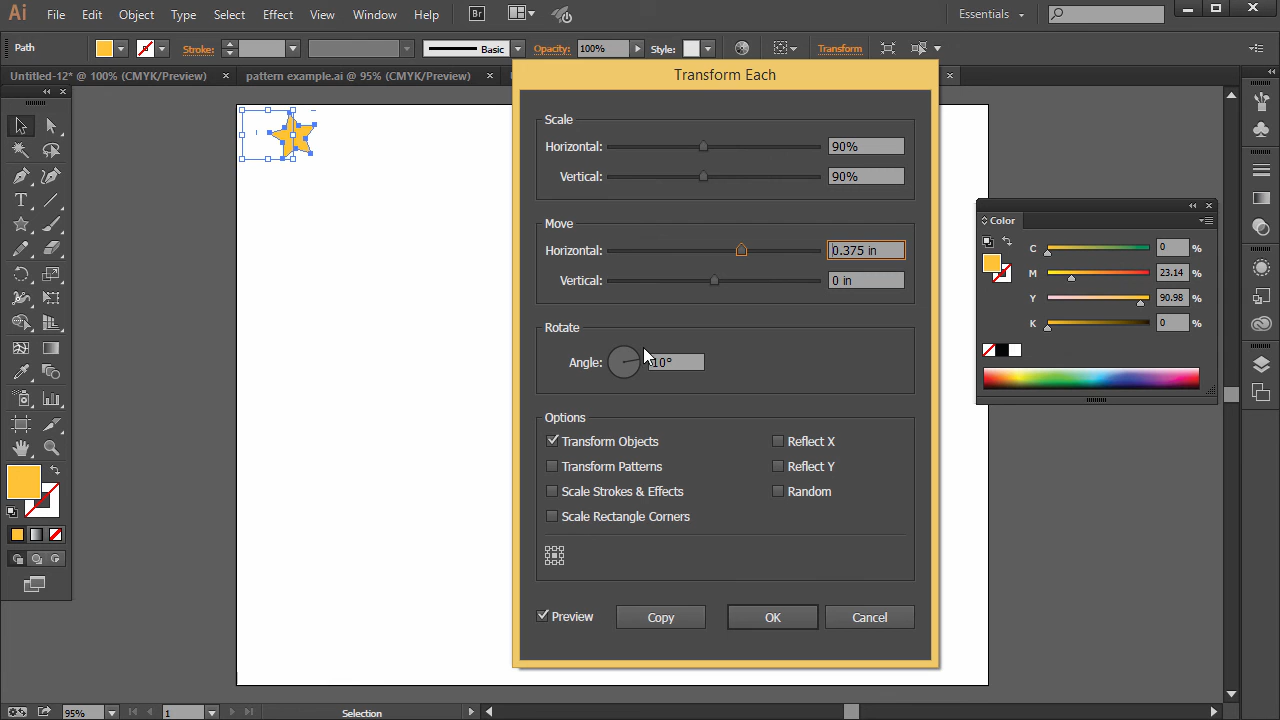 Ai File Edit Object Type Select Effect View Window Help Br Essentials
Path Stroke: Basic Opacity: 100% Style: Transform
Untitled-12* @ 100% (CMYK/Preview) × pattern example.ai @ 95% (CMYK/Preview) × ×
Transform Each
Scale
Horizontal: 90%
Vertical: 90%
Move
Horizontal: 0.375 in
Vertical: 0 in
Rotate
Angle: 10°
Options
Transform Objects Reflect X
Transform Patterns Reflect Y
Scale Strokes & Effects Random
Scale Rectangle Corners
Preview Copy OK Cancel
Color
C 0 %
M 23.14 %
Y 90.98 %
K 0 %
95% 1 Selection